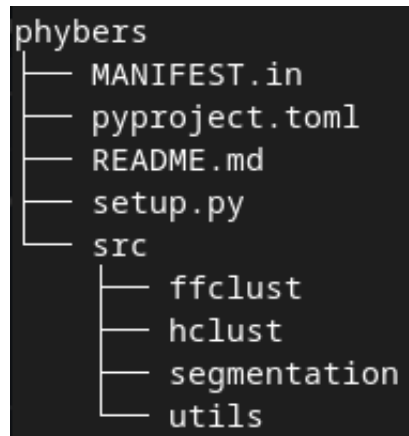 phybers
MANIFEST.in
pyproject.toml
README.md
setup.py
src
ffclust
hclust
segmentation
utils